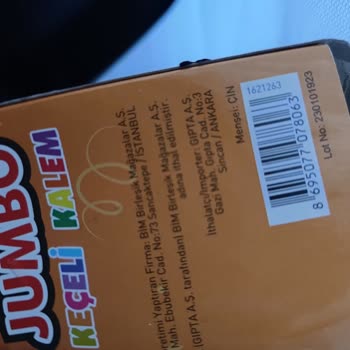 JUMBO
KEÇELİ KALEM
retimi Yaptıran Firma: BİM Birleşik Mağazalar A.Ş.
Mah. Ebubekir Cad. No:73 Sancaktepe / İSTANBUL
(GIPTA A.Ş. tarafından) BİM Birleşik Mağazalar A.Ş.
adına ithal edilmiştir.
İthalatçı(Importer) GIPTA A.Ş.
Gazi Mah. Gıpta Cad. No:3
Sincan / ANKARA
Menşei: ÇİN
1621263
8 695077 078063
Lot No: 230101923